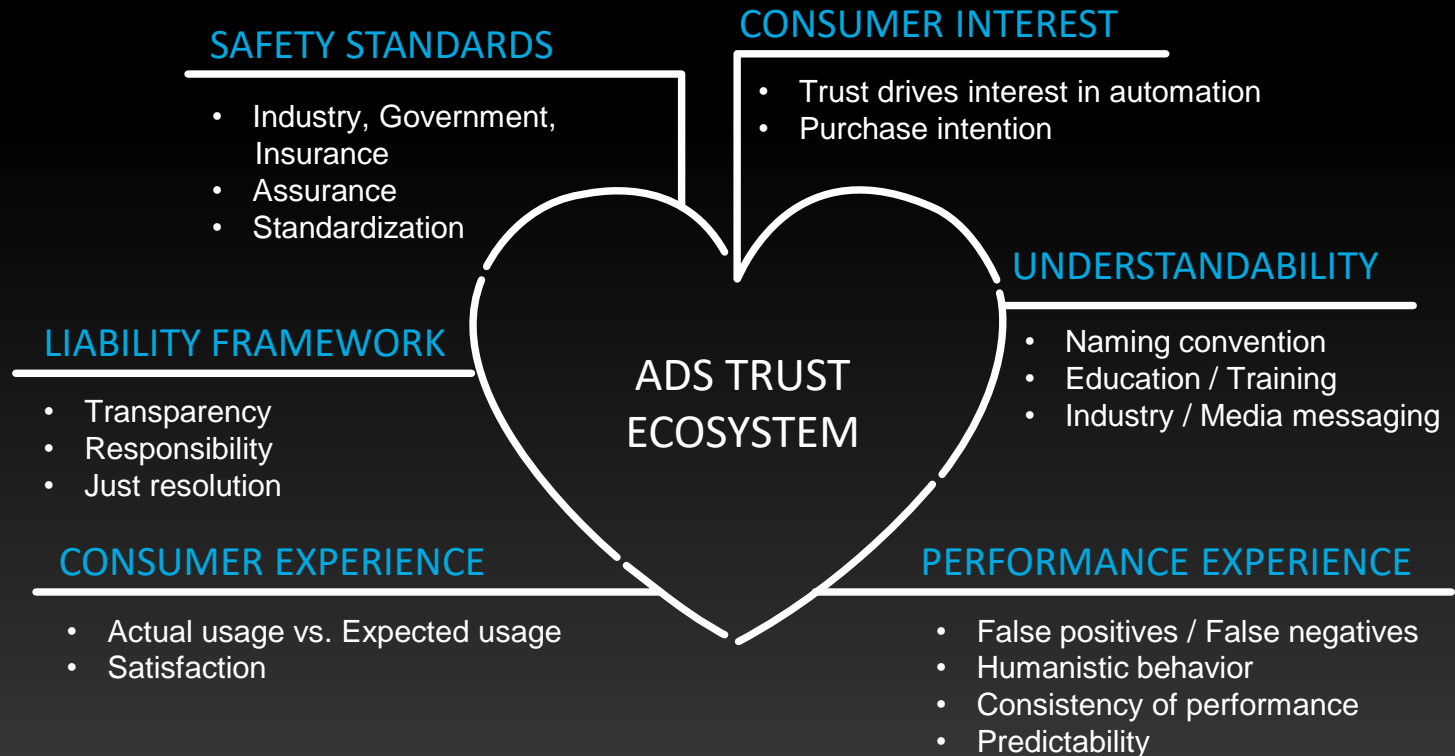 SAFETY STANDARDS
• Industry, Government,
Insurance
• Assurance
• Standardization
CONSUMER INTEREST
• Trust drives interest in automation
• Purchase intention
UNDERSTANDABILITY
• Naming convention
• Education / Training
• Industry / Media messaging
LIABILITY FRAMEWORK
• Transparency
• Responsibility
• Just resolution
ADS TRUST
ECOSYSTEM
CONSUMER EXPERIENCE
• Actual usage vs. Expected usage
• Satisfaction
PERFORMANCE EXPERIENCE
• False positives / False negatives
• Humanistic behavior
• Consistency of performance
• Predictability